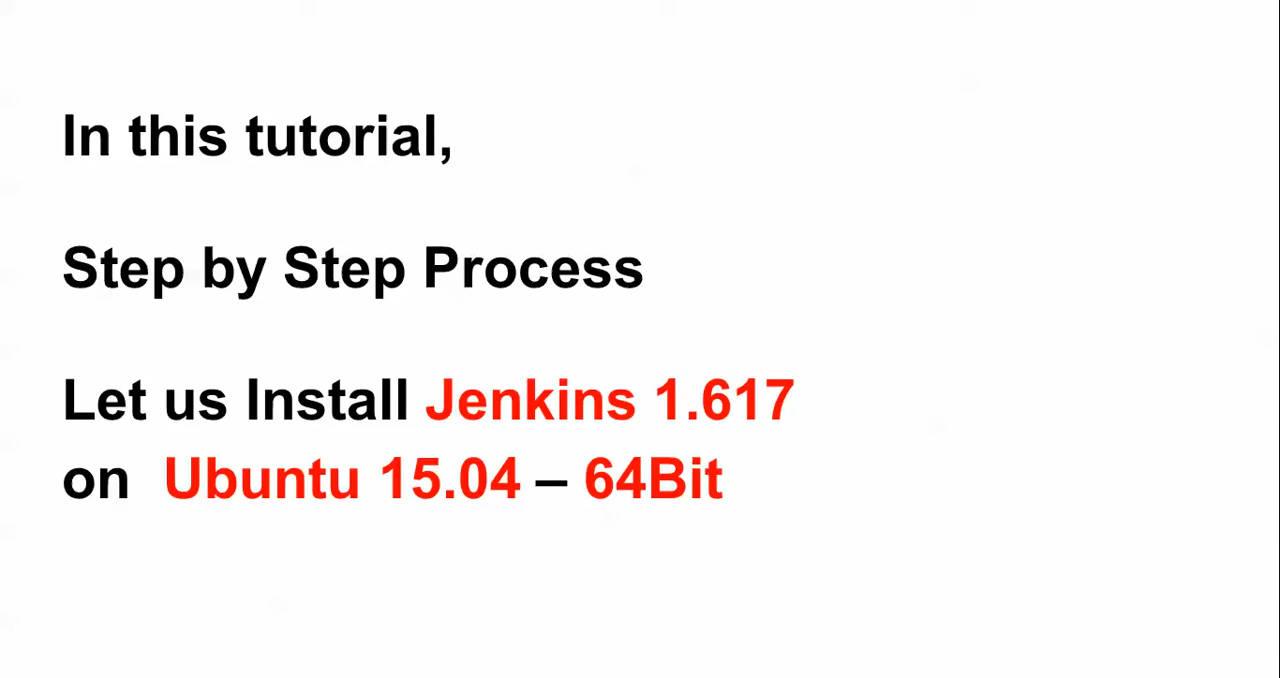 In this tutorial,
Step by Step Process
Let us Install Jenkins 1.617
on Ubuntu 15.04 – 64Bit